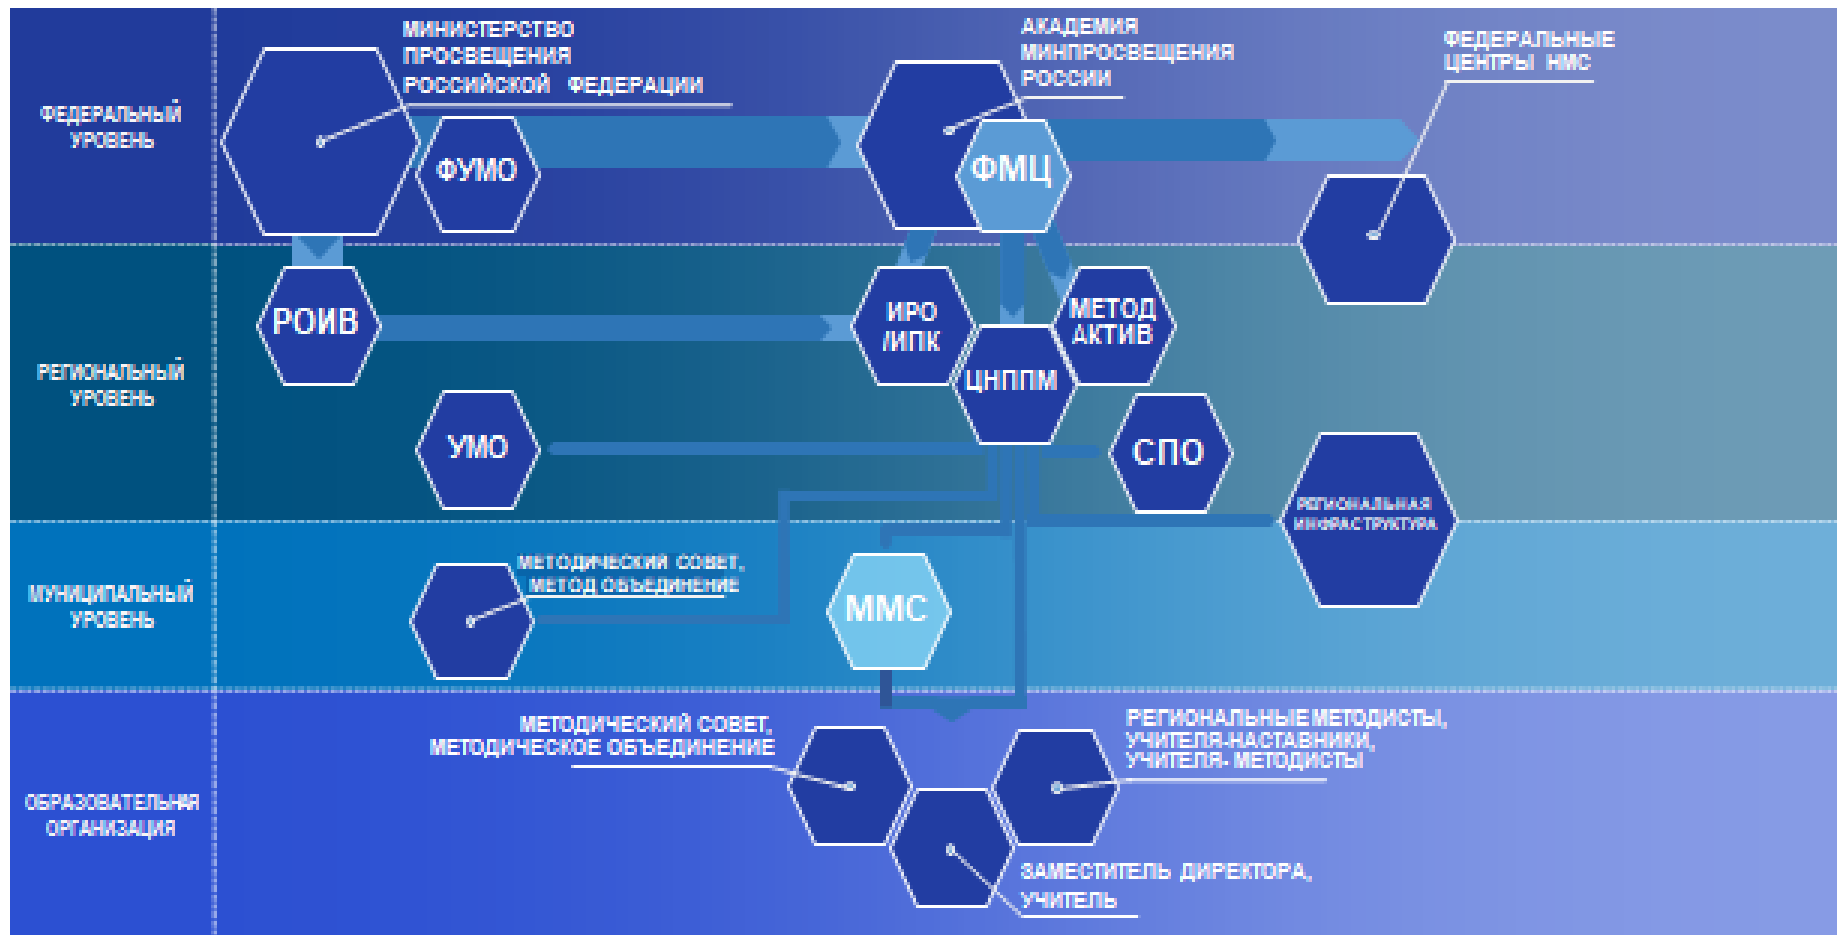 МИНИСТЕРСТВО
ПРОСВЕЩЕНИЯ
РОССИЙСКОЙ ФЕДЕРАЦИИ
АКАДЕМИЯ
МИНПРОСВЕЩЕНИЯ
РОССИИ
ФЕДЕРАЛЬНЫЕ
ЦЕНТРЫ НМС
ФЕДЕРАЛЬНЫЙ
УРОВЕНЬ
ФУМО
ФМЦ
РЕГИОНАЛЬНЫЙ
УРОВЕНЬ
РОИВ
ИРО
/ИПК
МЕТОД
АКТИВ
ЦНППМ
УМО
СПО
РЕГИОНАЛЬНАЯ
ИНФРАСТРУКТУРА
МУНИЦИПАЛЬНЫЙ
УРОВЕНЬ
МЕТОДИЧЕСКИЙ СОВЕТ,
МЕТОД ОБЪЕДИНЕНИЕ
ММС
ОБРАЗОВАТЕЛЬНАЯ
ОРГАНИЗАЦИЯ
МЕТОДИЧЕСКИЙ СОВЕТ,
МЕТОДИЧЕСКОЕ ОБЪЕДИНЕНИЕ
РЕГИОНАЛЬНЫЕ МЕТОДИСТЫ,
УЧИТЕЛЯ-НАСТАВНИКИ,
УЧИТЕЛЯ- МЕТОДИСТЫ
ЗАМЕСТИТЕЛЬ ДИРЕКТОРА,
УЧИТЕЛЬ